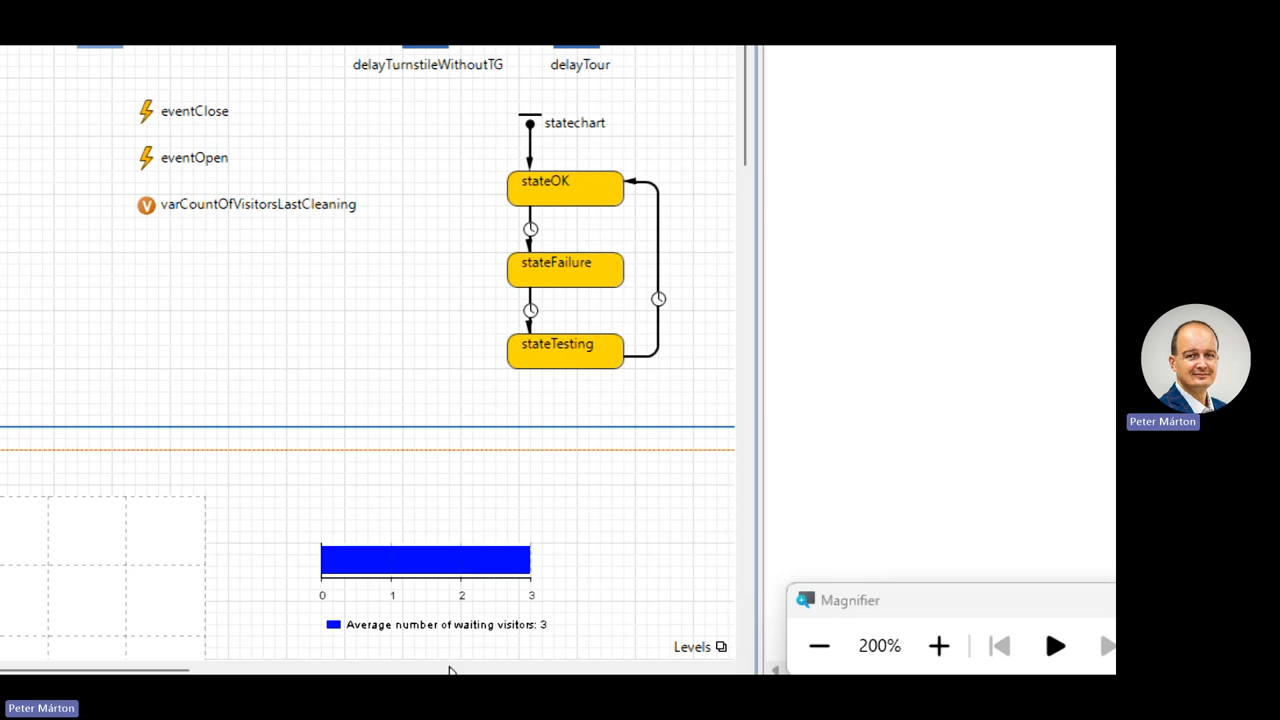 delayTurnstileWithoutTG
delayTour
eventClose
statechart
eventOpen
stateOK
varCountOfVisitorsLastCleaning
stateFailure
stateTesting
0 1 2 3
Average number of waiting visitors: 3
Levels
Magnifier
200%
Peter Márton
Peter Márton